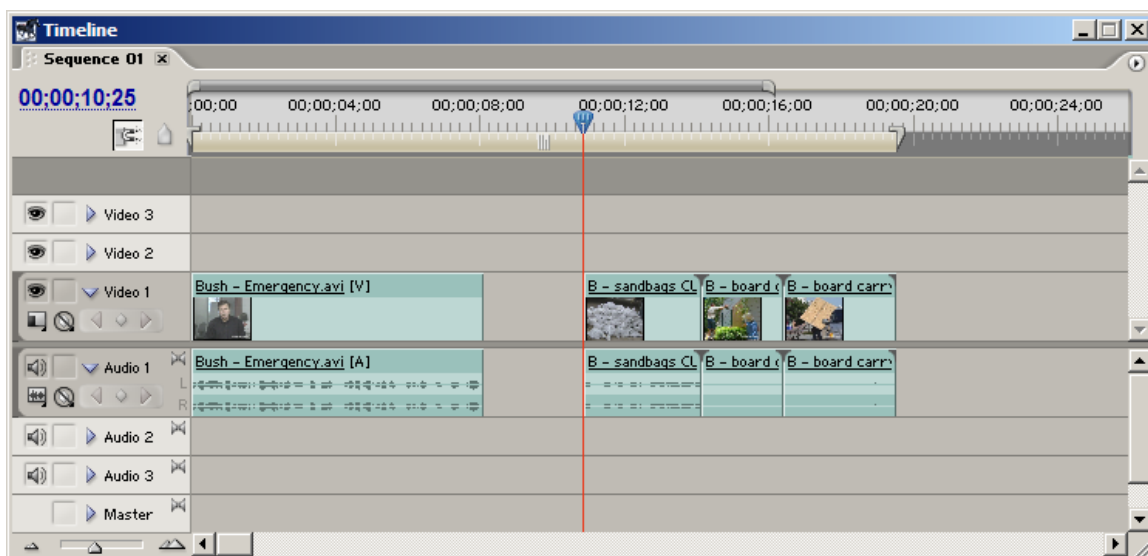 Timeline
Sequence 01
00;00;10;25
;00;00 00;00;04;00 00;00;08;00 00;00;12;00 00;00;16;00 00;00;20;00 00;00;24;00
Video 3
Video 2
Video 1
Bush - Emergency.avi [V] B - sandbags CU B - board c B - board carry
Audio 1
Bush - Emergency.avi [A] B - sandbags CU B - board c B - board carry
L
R
Audio 2
Audio 3
Master